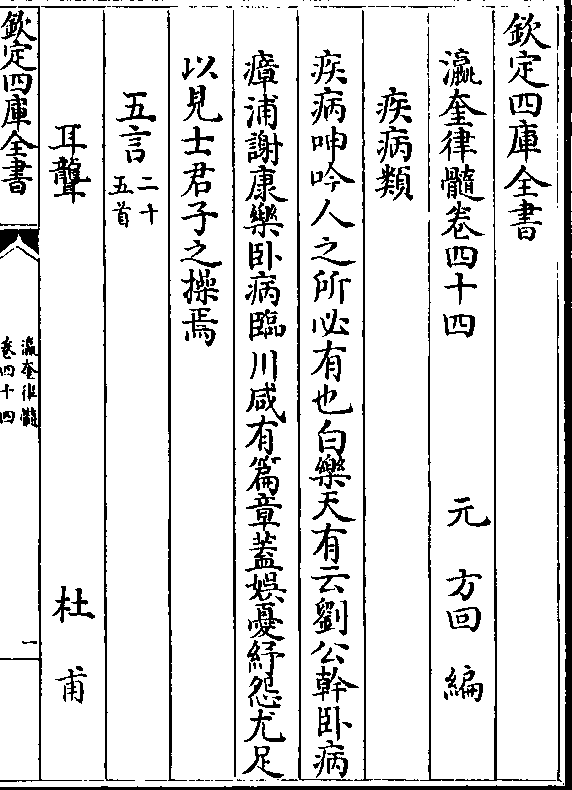 欽定四庫全書
瀛奎律髓卷四十四 元 方回 編
疾病類
疾病呻吟人之所必有也白樂天有云劉公幹卧病
瘴浦謝康樂卧病臨川咸有篇章蓋娯憂紓怨尤足
以見士君子之操焉
五言二十五首
耳聾 杜甫
欽定四庫全書
瀛奎律髓
卷四十四
一